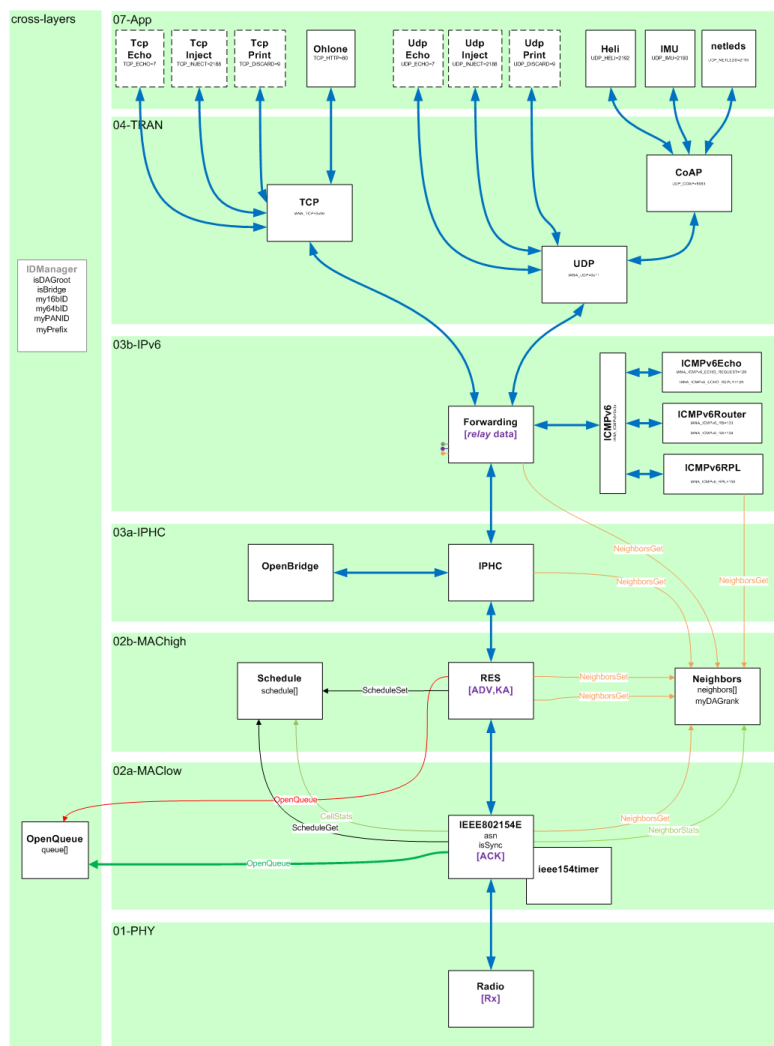 cross-layers
07-App
Tcp
Echo
TCP_ECHO=7
Tcp
Inject
TCP_INJECT=2188
Tcp
Print
TCP_DISCARD=9
Ohlone
TCP_HTTP=80
Udp
Echo
UDP_ECHO=7
Udp
Inject
UDP_INJECT=2188
Udp
Print
UDP_DISCARD=9
Heli
UDP_HELI=2192
IMU
UDP_IMU=2190
netleds
04-TRAN
TCP
CoAP
UDP
IDManager
isDAGroot
isBridge
my16bID
my64bID
myPANID
myPrefix
03b-IPv6
Forwarding
[relay data]
ICMPv6
ICMPv6Echo
ICMPv6Router
ICMPv6RPL
NeighborsGet
NeighborsGet
NeighborsGet
03a-IPHC
OpenBridge
IPHC
02b-MAChigh
Schedule
schedule[]
ScheduleSet
RES
[ADV,KA]
NeighborsSet
NeighborsGet
Neighbors
neighbors[]
myDAGrank
02a-MAClow
OpenQueue
CellStats
ScheduleGet
OpenQueue
queue[]
OpenQueue
IEEE802154E
asn
isSync
[ACK]
NeighborsGet
NeighborStats
ieee154timer
01-PHY
Radio
[Rx]